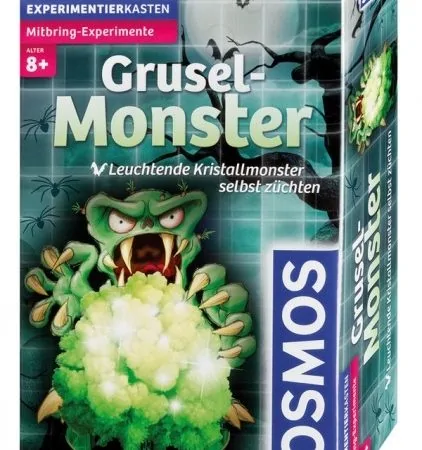 EXPERIMENTIERKASTEN
Mitbring-Experimente
ALTER
8+
Grusel-
Monster
Leuchtende Kristallmonster
selbst züchten
KOSMOS
Grusel-
Monster
Leuchtende Kristallmonster selbst züchten